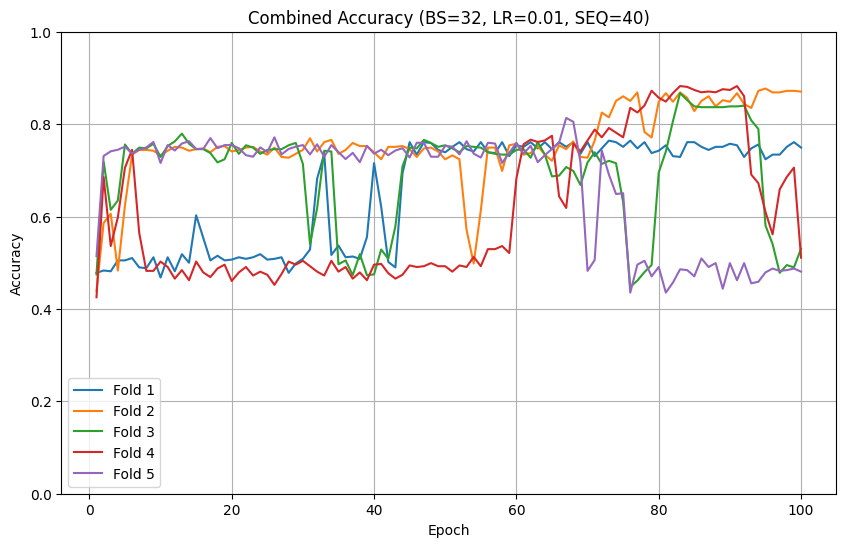 Combined Accuracy (BS=32, LR=0.01, SEQ=40)
1.0
0.8
0.6
0.4
0.2
0.0
Accuracy
Fold 1
Fold 2
Fold 3
Fold 4
Fold 5
0 20 40 60 80 100
Epoch